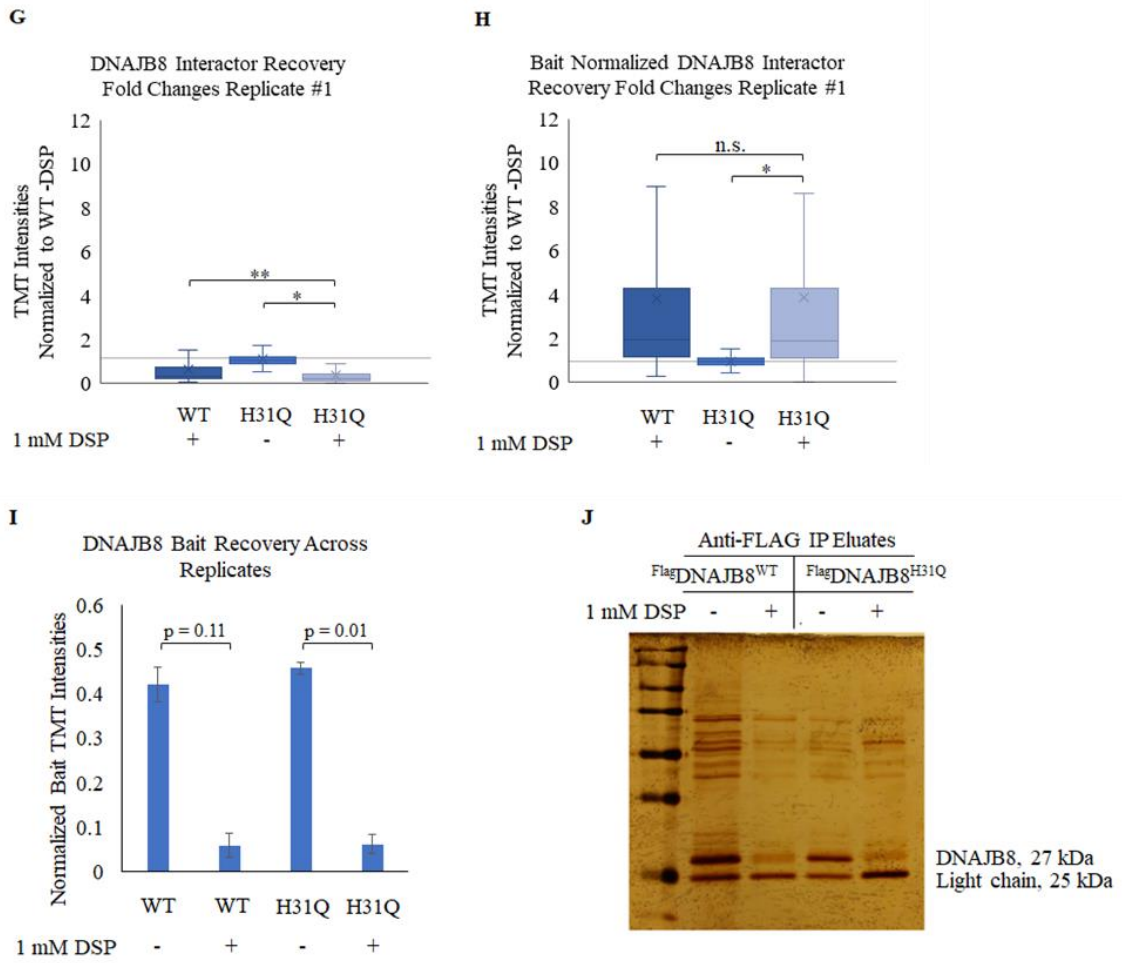 G
DNAJB8 Interactor Recovery
Fold Changes Replicate #1
TMT Intensities
Normalized to WT -DSP
12
10
8
6
4
2
0
**
*
WT H31Q H31Q
1 mM DSP + - +
H
Bait Normalized DNAJB8 Interactor
Recovery Fold Changes Replicate #1
TMT Intensities
Normalized to WT -DSP
12
10
8
6
4
2
0
n.s.
*
WT H31Q H31Q
1 mM DSP + - +
I
DNAJB8 Bait Recovery Across
Replicates
Normalized Bait TMT Intensities
0.6
0.5
0.4
0.3
0.2
0.1
0
p = 0.11 p = 0.01
WT WT H31Q H31Q
1 mM DSP - + - +
J
Anti-FLAG IP Eluates
FlagDNAJB8WT FlagDNAJB8H31Q
1 mM DSP - + - +
DNAJB8, 27 kDa
Light chain, 25 kDa